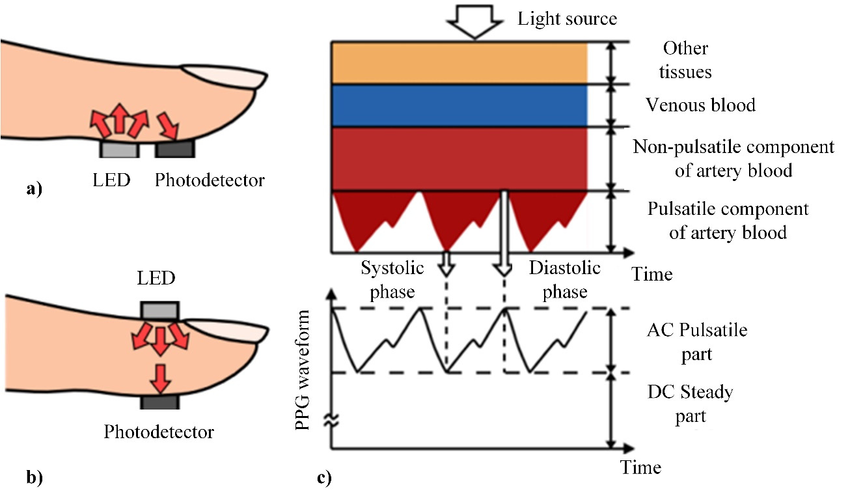 LED
Photodetector
a)
LED
Photodetector
b)
Light source
Other
tissues
Venous blood
Non-pulsatile component
of artery blood
Pulsatile component
of artery blood
Time
Systolic
phase
Diastolic
phase
PPG waveform
AC Pulsatile
part
DC Steady
part
Time
c)